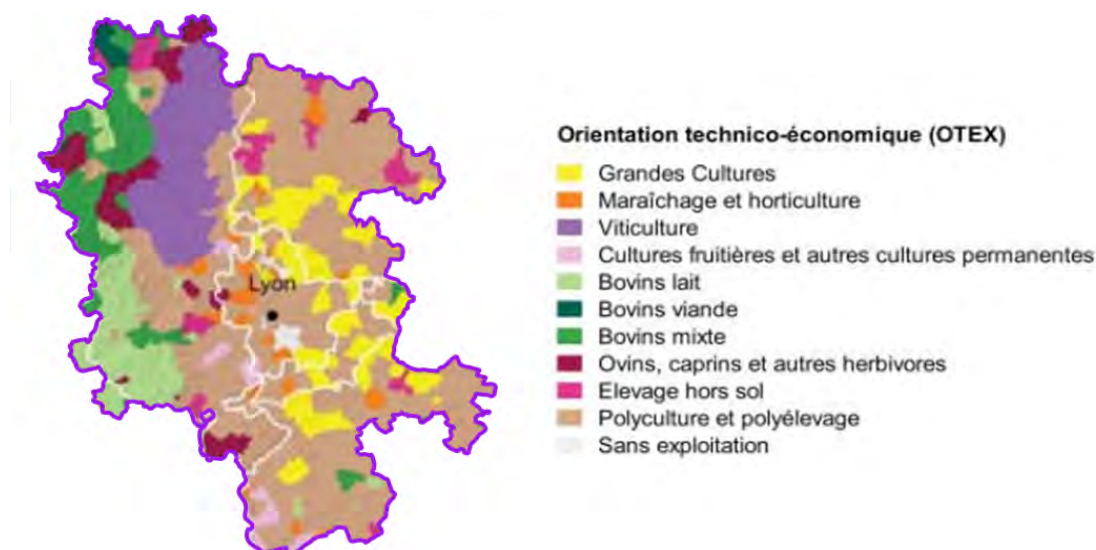 Orientation technico-économique (OTEX)
Grandes Cultures
Maraîchage et horticulture
Viticulture
Cultures fruitières et autres cultures permanentes
Lyon
Bovins lait
Bovins viande
Bovins mixte
Ovins, caprins et autres herbivores
Elevage hors sol
Polyculture et polyélevage
Sans exploitation